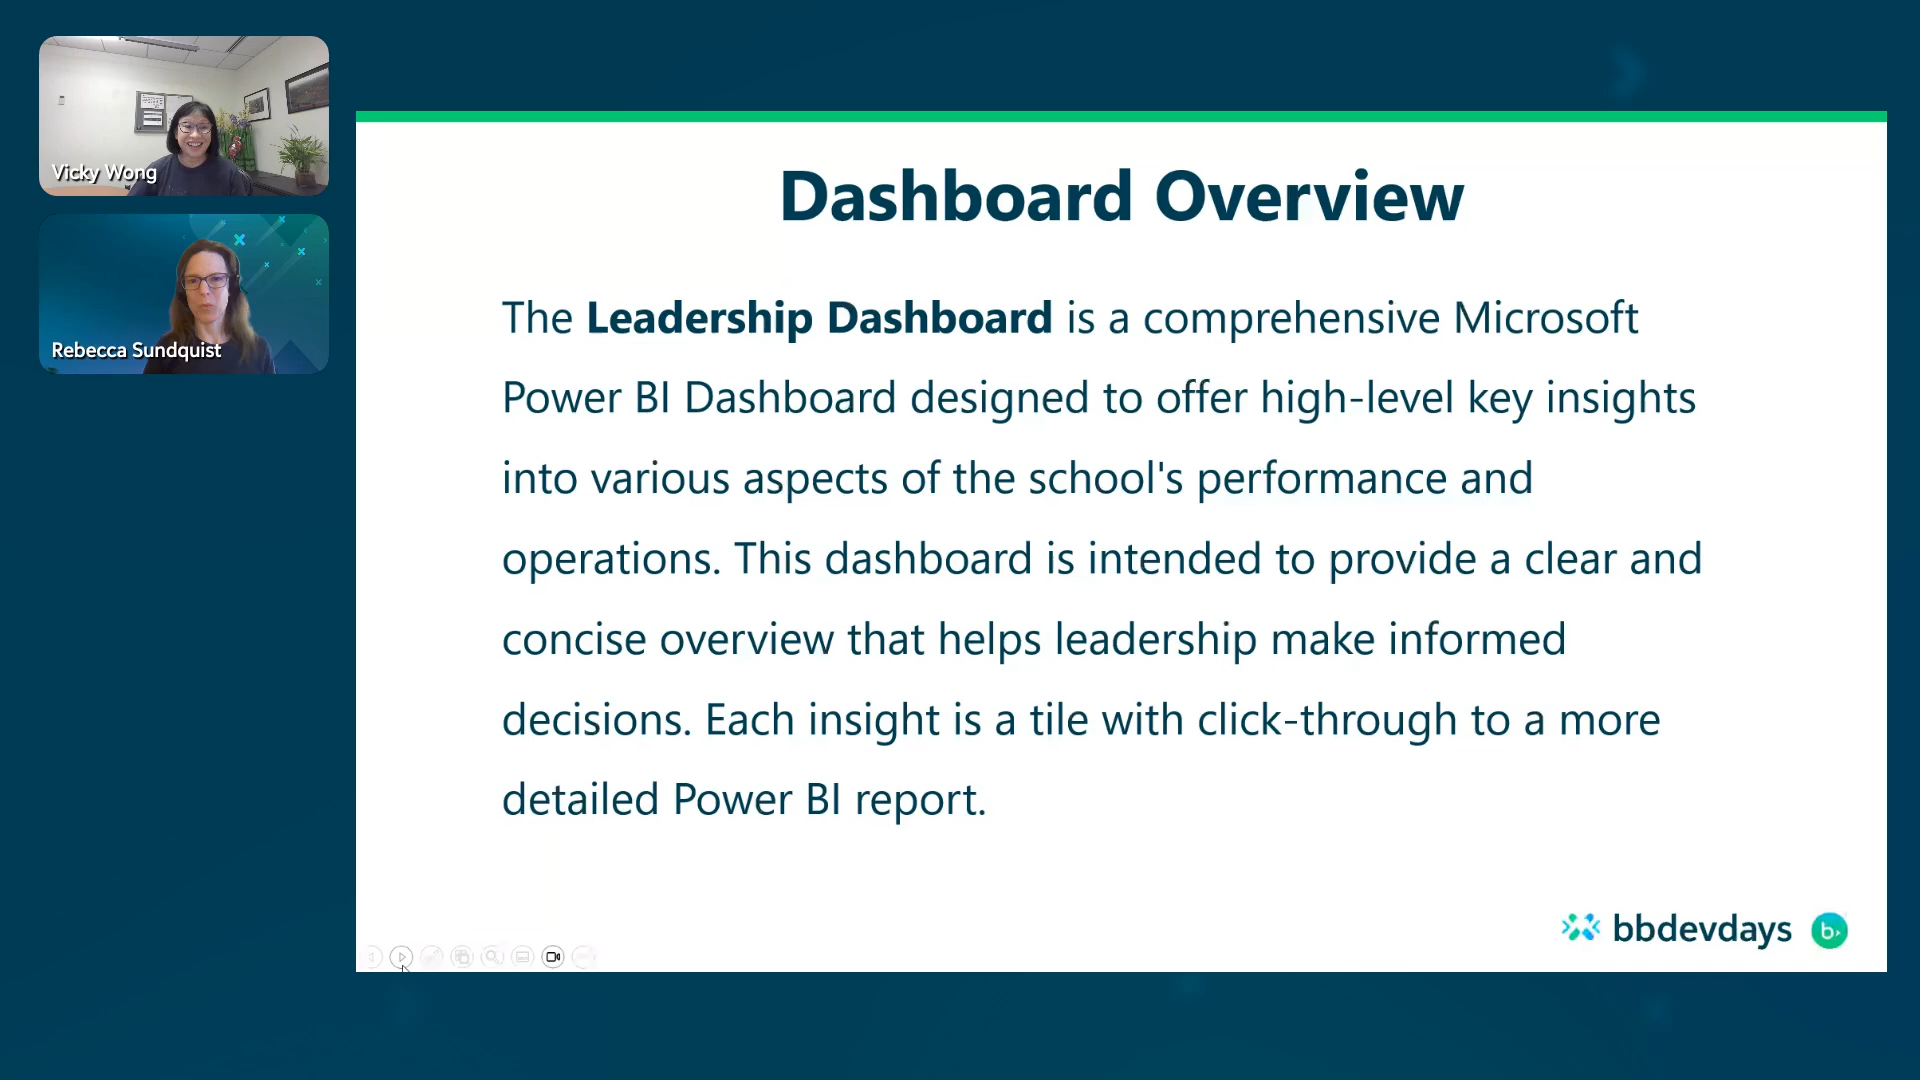 Vicky Wong
Rebecca Sundquist
Dashboard Overview
The Leadership Dashboard is a comprehensive Microsoft
Power BI Dashboard designed to offer high-level key insights
into various aspects of the school's performance and
operations. This dashboard is intended to provide a clear and
concise overview that helps leadership make informed
decisions. Each insight is a tile with click-through to a more
detailed Power BI report.
bbdevdays
b